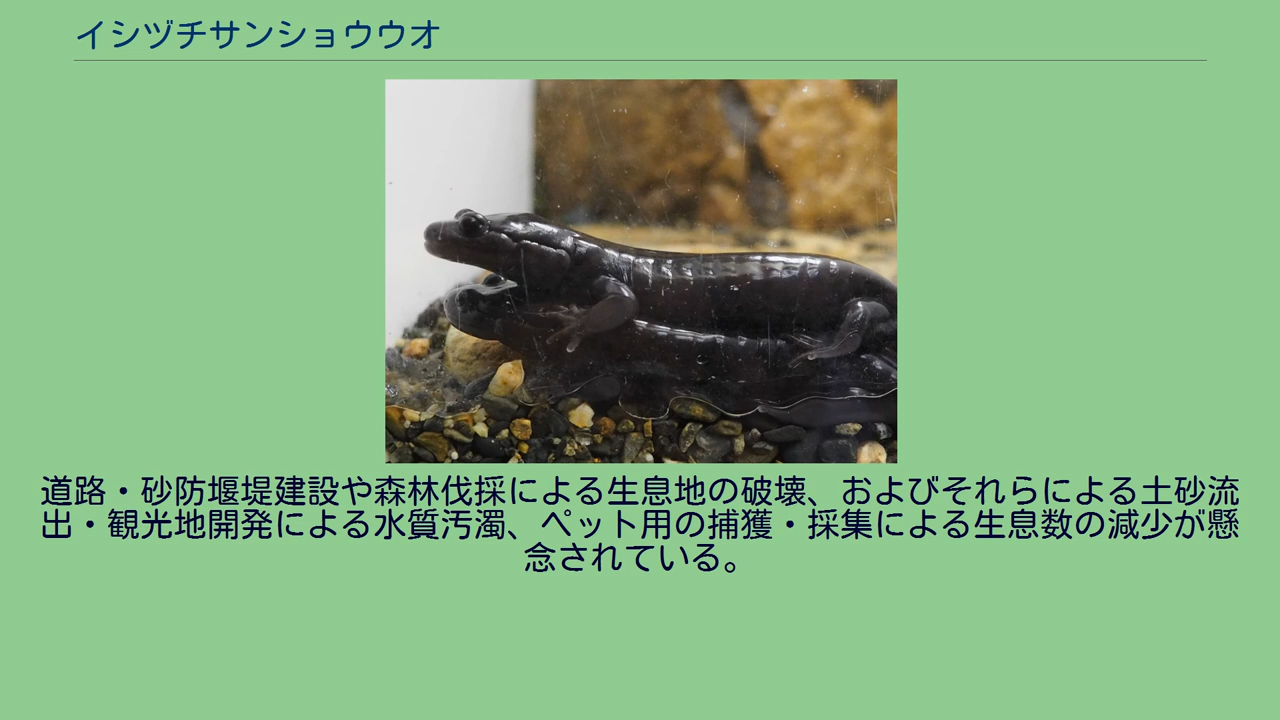 イシヅチサンショウウオ
道路・砂防堰堤建設や森林伐採による生息地の破壊、およびそれらによる土砂流
出・観光地開発による水質汚濁、ペット用の捕獲・採集による生息数の減少が懸
念されている。